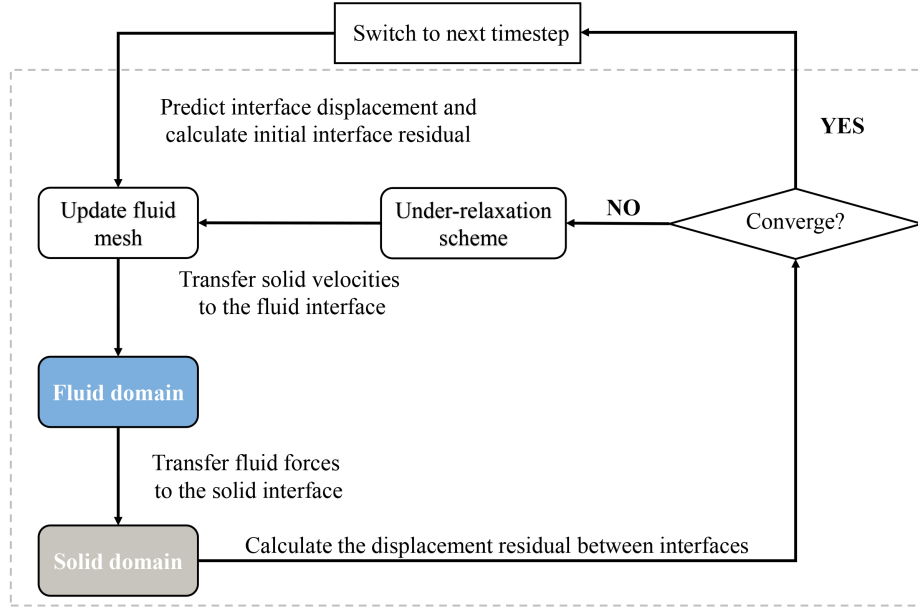 Switch to next timestep
Predict interface displacement and
calculate initial interface residual
YES
Update fluid
mesh
Under-relaxation
scheme
NO
Converge?
Transfer solid velocities
to the fluid interface
Fluid domain
Transfer fluid forces
to the solid interface
Solid domain
Calculate the displacement residual between interfaces